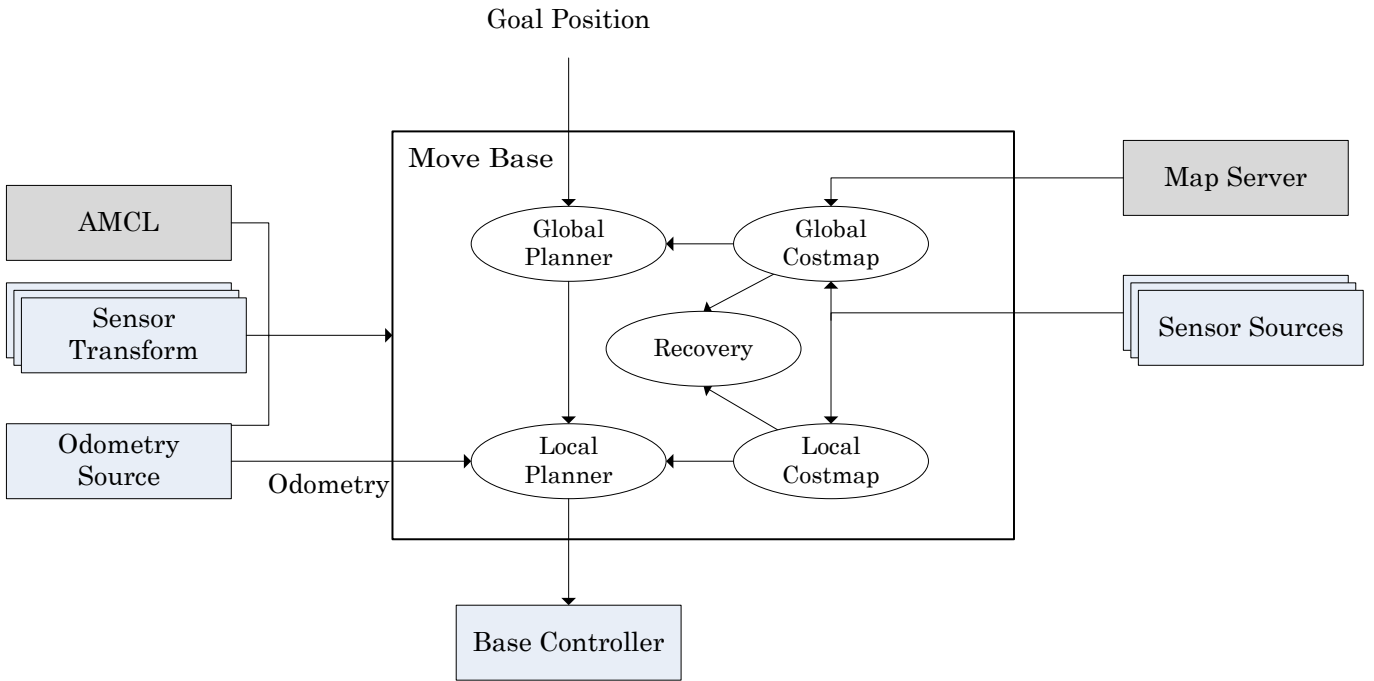 Goal Position
Move Base
Map Server
AMCL
Global
Planner
Global
Costmap
Sensor
Transform
Recovery
Sensor Sources
Odometry
Source
Odometry
Local
Planner
Local
Costmap
Base Controller